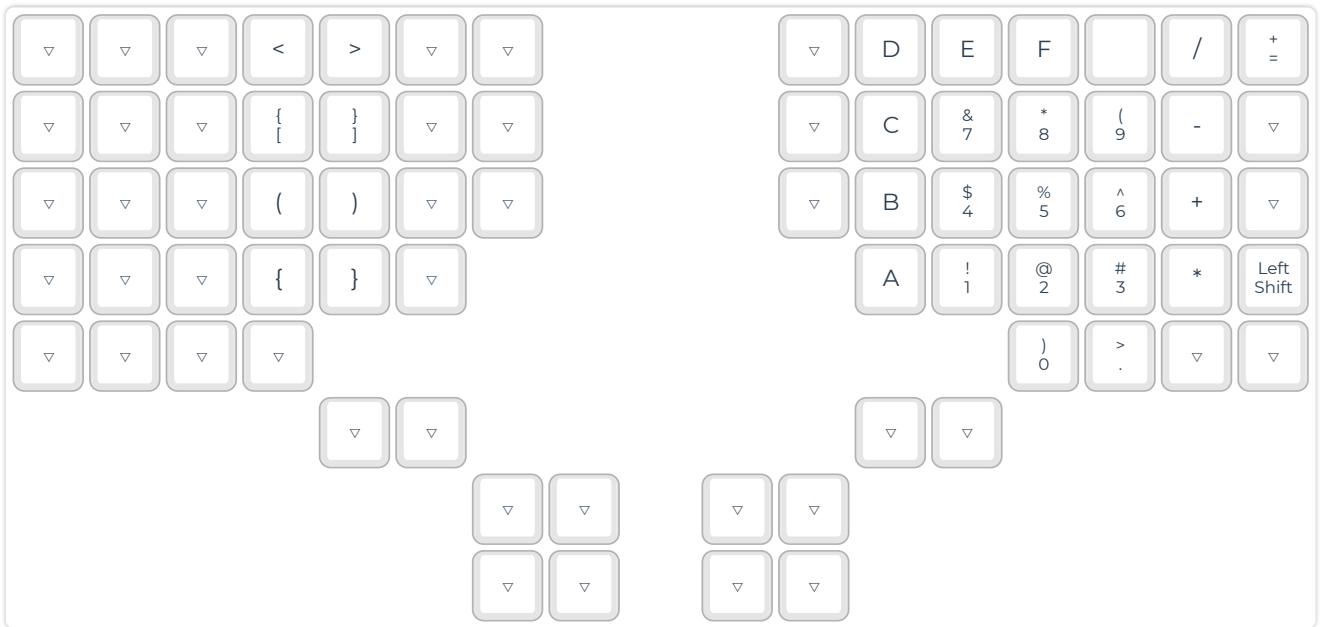 ▽ ▽ ▽ < > ▽ ▽ ▽ D E F / + =
▽ ▽ ▽ { [ } ] ▽ ▽ ▽ C & 7 * 8 ( 9 - ▽
▽ ▽ ▽ ( ) ▽ ▽ ▽ B $ 4 % 5 ^ 6 + ▽
▽ ▽ ▽ { } ▽ A ! 1 @ 2 # 3 * Left Shift
▽ ▽ ▽ ▽ ) 0 > . ▽ ▽
▽ ▽ ▽ ▽
▽ ▽ ▽ ▽
▽ ▽ ▽ ▽